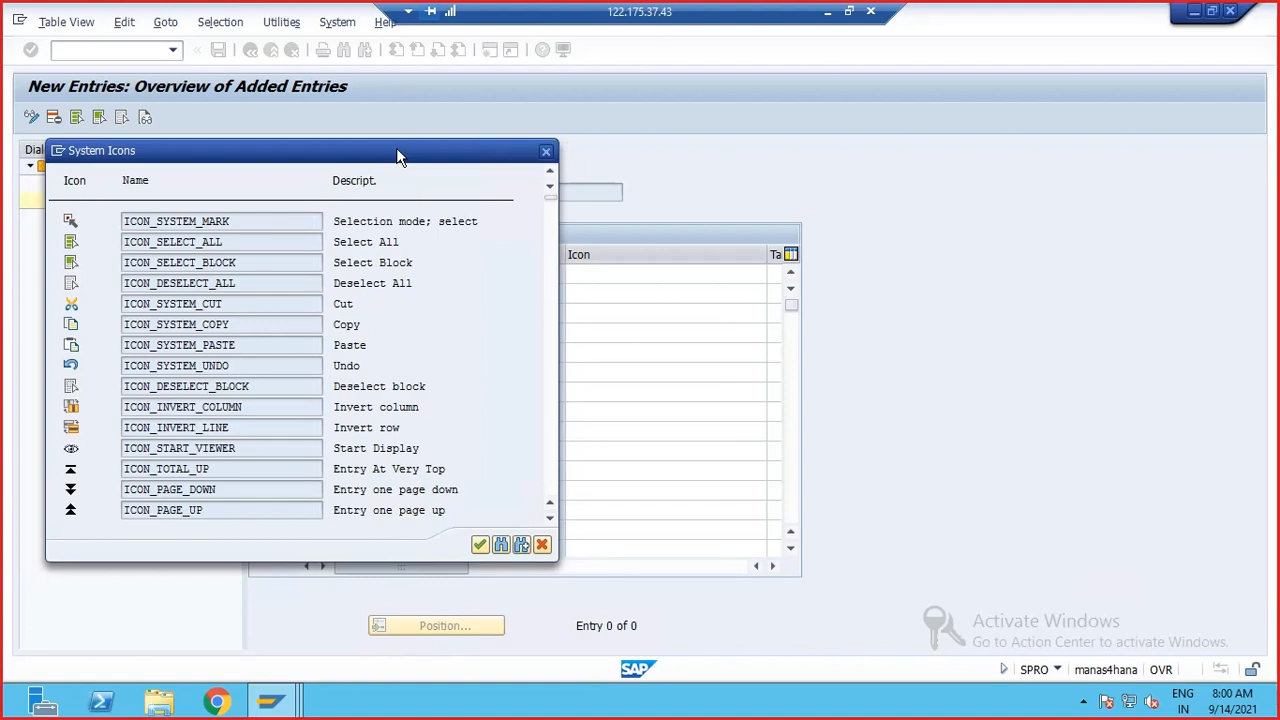 Table View Edit Goto Selection Utilities System Help
122.175.37.43
New Entries: Overview of Added Entries
System Icons
Icon Name Descript.
ICON_SYSTEM_MARK Selection mode; select
ICON_SELECT_ALL Select All
ICON_SELECT_BLOCK Select Block
ICON_DESELECT_ALL Deselect All
ICON_SYSTEM_CUT Cut
ICON_SYSTEM_COPY Copy
ICON_SYSTEM_PASTE Paste
ICON_SYSTEM_UNDO Undo
ICON_DESELECT_BLOCK Deselect block
ICON_INVERT_COLUMN Invert column
ICON_INVERT_LINE Invert row
ICON_START_VIEWER Start Display
ICON_TOTAL_UP Entry At Very Top
ICON_PAGE_DOWN Entry one page down
ICON_PAGE_UP Entry one page up
Icon Ta
Position... Entry 0 of 0
Activate Windows
Go to Action Center to activate Windows.
SAP
SPRO manas4hana OVR
ENG
IN
8:00 AM
9/14/2021